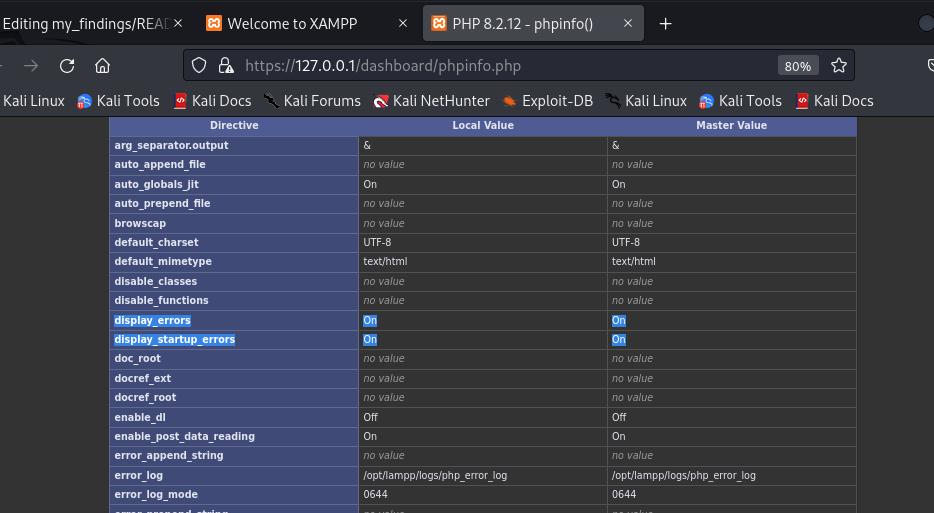 Editing my_findings/READ
Welcome to XAMPP
PHP 8.2.12 - phpinfo()
https://127.0.0.1/dashboard/phpinfo.php
80%
Kali Linux Kali Tools Kali Docs Kali Forums Kali NetHunter Exploit-DB Kali Linux Kali Tools Kali Docs
Directive Local Value Master Value
arg_separator.output & &
auto_append_file no value no value
auto_globals_jit On On
auto_prepend_file no value no value
browscap no value no value
default_charset UTF-8 UTF-8
default_mimetype text/html text/html
disable_classes no value no value
disable_functions no value no value
display_errors On On
display_startup_errors On On
doc_root no value no value
docref_ext no value no value
docref_root no value no value
enable_dl Off Off
enable_post_data_reading On On
error_append_string no value no value
error_log /opt/lampp/logs/php_error_log /opt/lampp/logs/php_error_log
error_log_mode 0644 0644